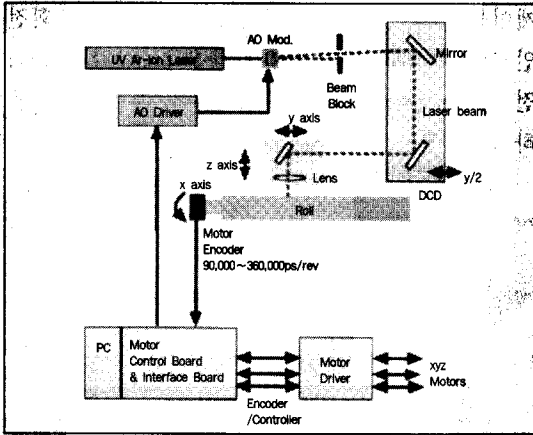 AO Mod.
UV Ar-ion Laser
Mirror
Beam
Block
AO Driver
Laser beam
y axis
z axis
Lens
y/2
x axis
DCD
Roll
Motor
Encoder
90,000～360,000ps/rev
PC
Motor
Control Board
& Interface Board
Motor
Driver
xyz
Motors
Encoder
/Controller